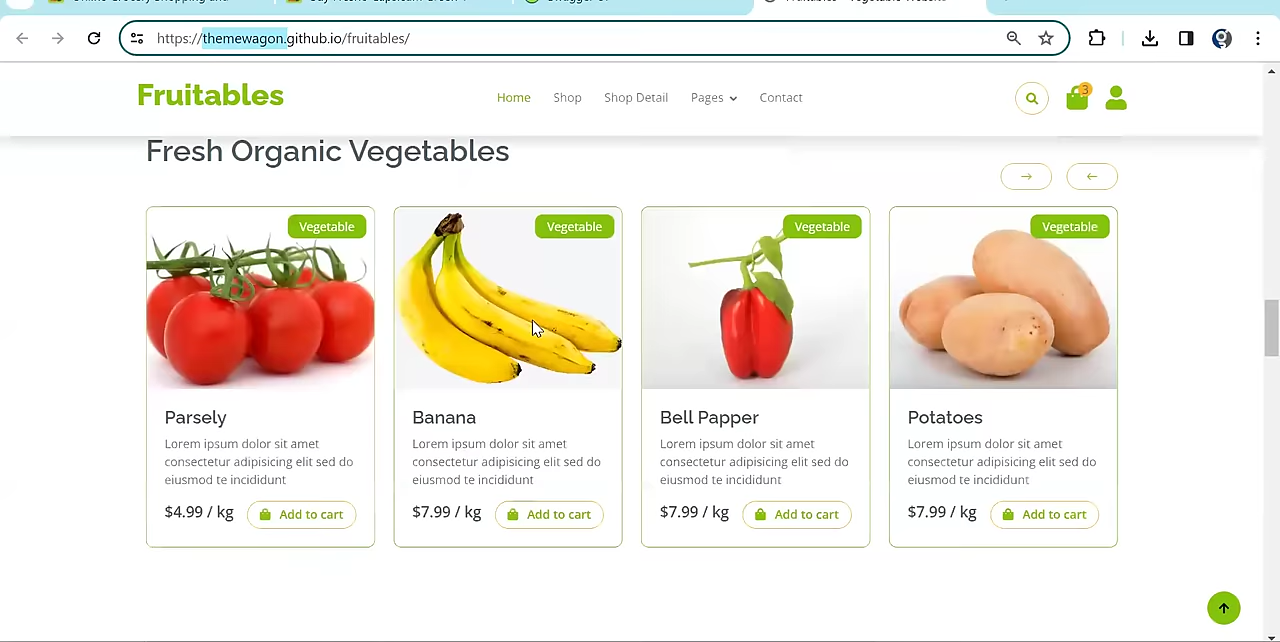 https://themewagon.github.io/fruitables/
Fruitables
Home
Shop
Shop Detail
Pages
Contact
3
Fresh Organic Vegetables
Vegetable
Vegetable
Vegetable
Vegetable
Parsely
Lorem ipsum dolor sit amet
consectetur adipisicing elit sed do
eiusmod te incididunt
$4.99 / kg
Add to cart
Banana
Lorem ipsum dolor sit amet
consectetur adipisicing elit sed do
eiusmod te incididunt
$7.99 / kg
Add to cart
Bell Papper
Lorem ipsum dolor sit amet
consectetur adipisicing elit sed do
eiusmod te incididunt
$7.99 / kg
Add to cart
Potatoes
Lorem ipsum dolor sit amet
consectetur adipisicing elit sed do
eiusmod te incididunt
$7.99 / kg
Add to cart